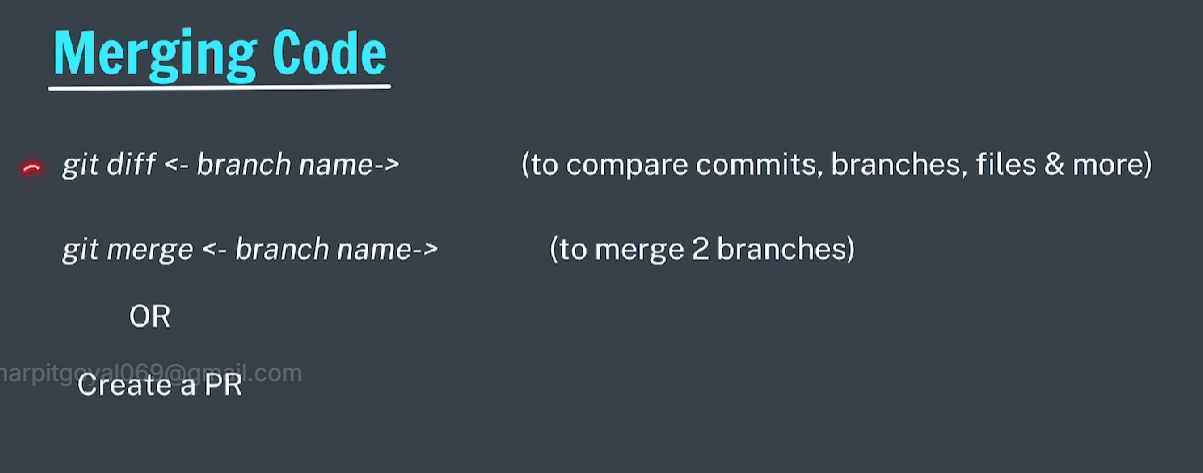 Merging Code
git diff <- branch name-> (to compare commits, branches, files & more)
git merge <- branch name-> (to merge 2 branches)
OR
harpitgoyal069@gmail.com
Create a PR